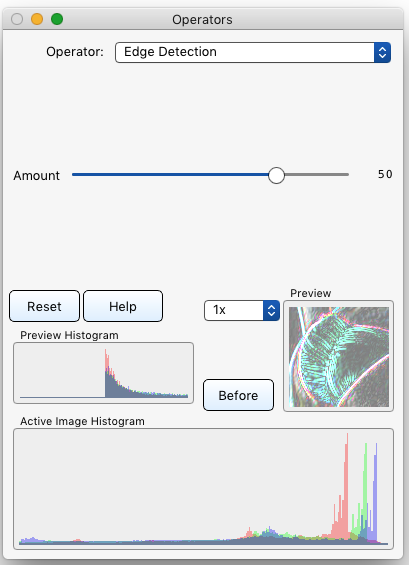 Operators
Operator: Edge Detection
Amount 50
Reset Help 1x
Preview
Preview Histogram
Before
Active Image Histogram